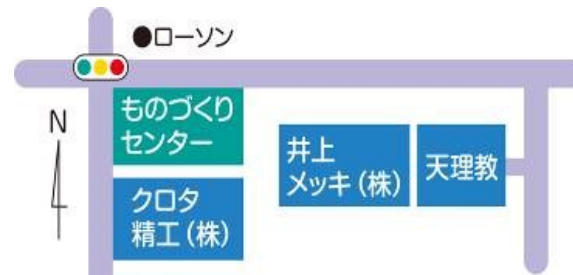 ●ローソン
ものづくり
センター
N
井上
メッキ(株)
天理教
クロタ
精工(株)